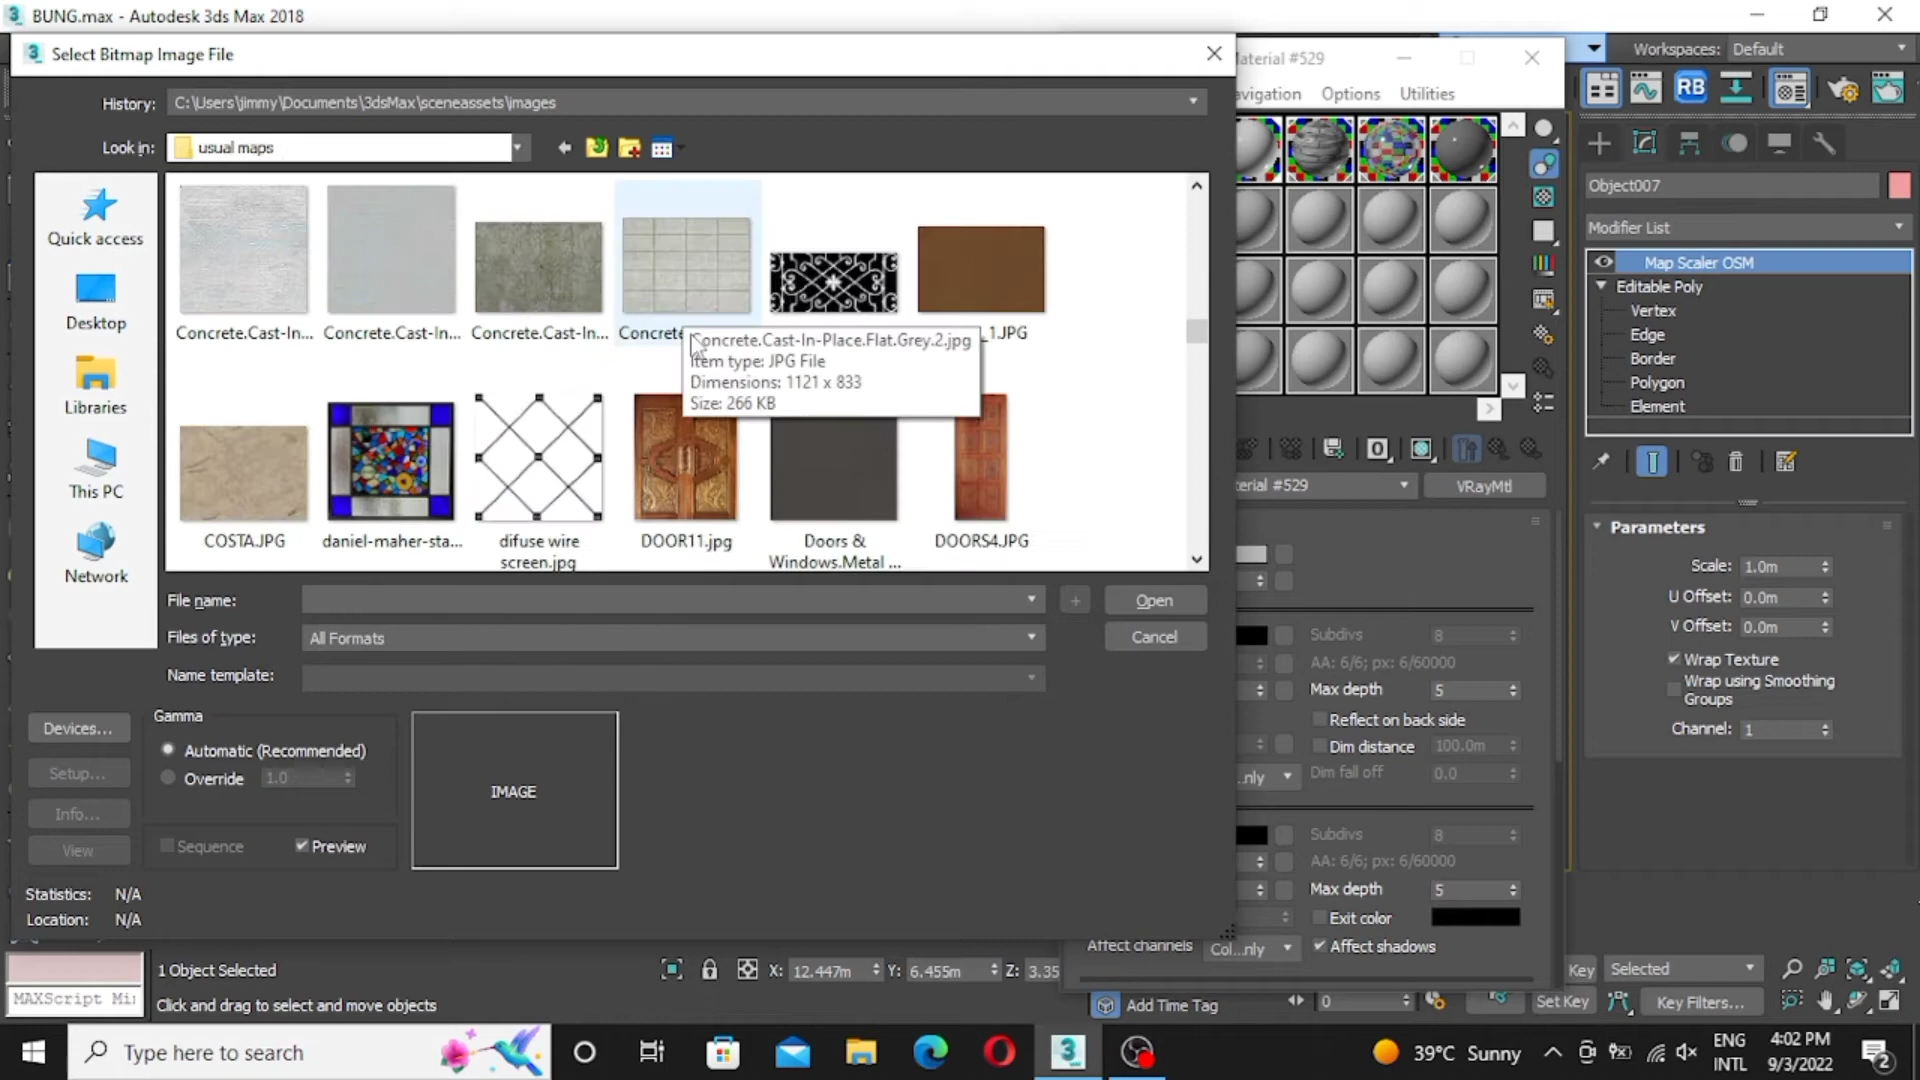 BUNG.max - Autodesk 3ds Max 2018
Select Bitmap Image File
aterial #529
Workspaces: Default
History: C:\Users\jimmy\Documents\3dsMax\sceneassets\images
avigation Options Utilities
RB
Look in: usual maps
Object007
Modifier List
Quick access
Desktop
Libraries
This PC
Network
Concrete.Cast-In... Concrete.Cast-In... Concrete.Cast-In... Concrete _1.JPG
Concrete.Cast-In-Place.Flat.Grey.2.jpg
Item type: JPG File
Dimensions: 1121 x 833
Size: 266 KB
COSTA.JPG daniel-maher-sta... difuse wire screen.jpg DOOR11.jpg Doors & Windows.Metal ... DOORS4.JPG
Map Scaler OSM
Editable Poly
Vertex
Edge
Border
Polygon
Element
erial #529 VRayMtl
File name: Open
Files of type: All Formats Cancel
Name template:
Devices...
Setup...
Info...
View
Gamma
Automatic (Recommended)
Override 1.0
Sequence Preview
IMAGE
Statistics: N/A
Location: N/A
Subdivs 8
AA: 6/6; px: 6/60000
Max depth 5
Reflect on back side
Dim distance 100.0m
...nly Dim fall off 0.0
Subdivs 8
AA: 6/6; px: 6/60000
Max depth 5
Exit color
Affect channels Col...nly Affect shadows
Parameters
Scale: 1.0m
U Offset: 0.0m
V Offset: 0.0m
Wrap Texture
Wrap using Smoothing
Groups
Channel: 1
1 Object Selected X: 12.447m Y: 6.455m Z: 3.35
MAXScript Mi
Click and drag to select and move objects
Add Time Tag 0
Key Selected
Set Key Key Filters...
Type here to search
39°C Sunny
ENG
INTL
4:02 PM
9/3/2022
2